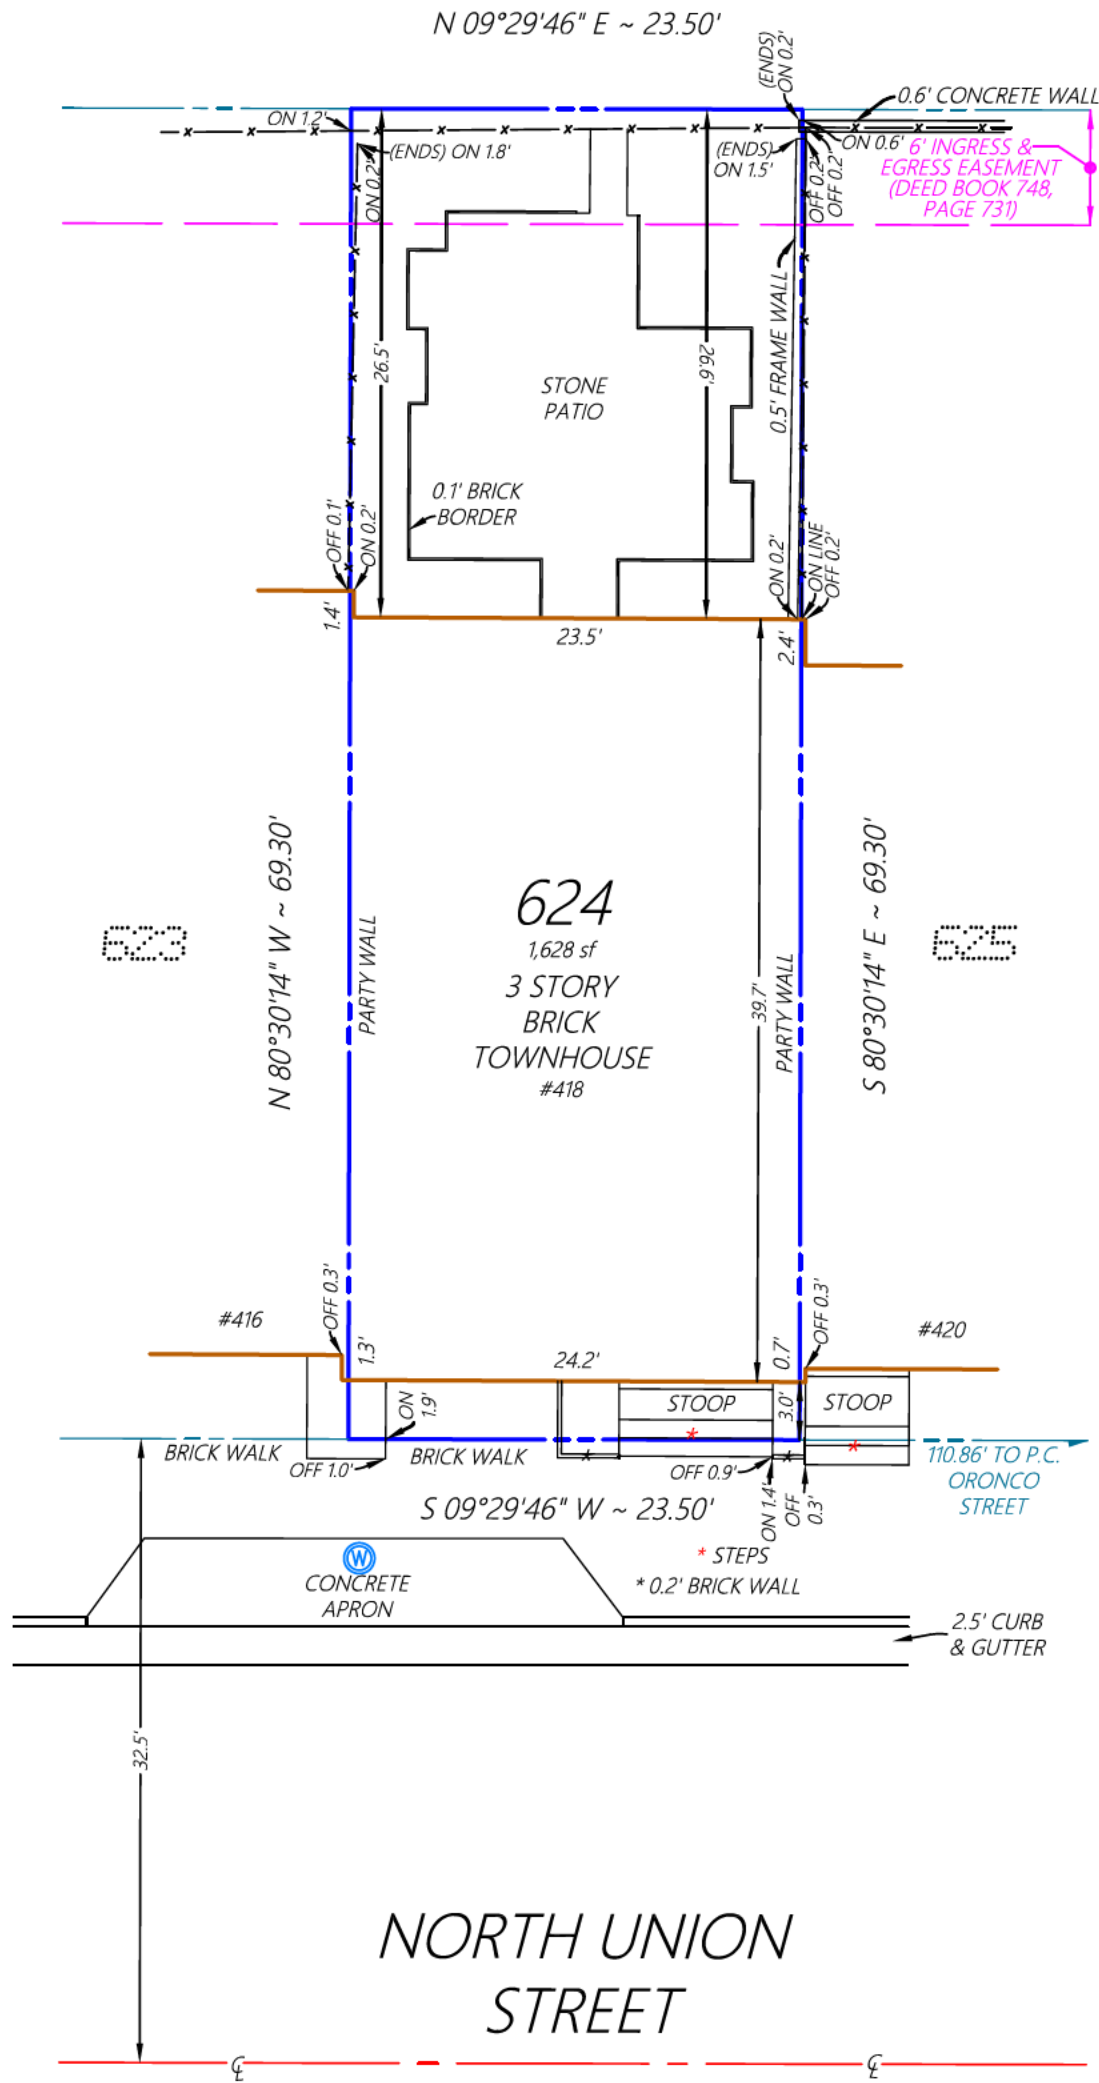 N 09°29'46" E ~ 23.50'
(ENDS)
ON 0.2'
0.6' CONCRETE WALL
ON 1.2'
(ENDS) ON 1.8'
ON 0.2'
(ENDS)
ON 1.5'
ON 0.6'
OFF 0.2'
OFF 0.2'
6' INGRESS &
EGRESS EASEMENT
(DEED BOOK 748,
PAGE 731)
26.5'
26.6'
0.5' FRAME WALL
STONE
PATIO
0.1' BRICK
BORDER
OFF 0.1'
ON 0.2'
ON 0.2'
ON LINE
OFF 0.2'
1.4'
23.5'
2.4'
N 80°30'14" W ~ 69.30'
S 80°30'14" E ~ 69.30'
623
PARTY WALL
624
1,628 sf
3 STORY
BRICK
TOWNHOUSE
#418
39.7'
PARTY WALL
625
OFF 0.3'
#416
1.3'
24.2'
0.7'
OFF 0.3'
#420
ON
1.9'
STOOP
3.0'
STOOP
*
*
*
*
BRICK WALK
BRICK WALK
OFF 1.0'
OFF 0.9'
ON 1.4'
OFF
0.3'
110.86' TO P.C.
ORONCO
STREET
S 09°29'46" W ~ 23.50'
* STEPS
* 0.2' BRICK WALL
W
CONCRETE
APRON
2.5' CURB
& GUTTER
32.5'
NORTH UNION
STREET
℄
℄